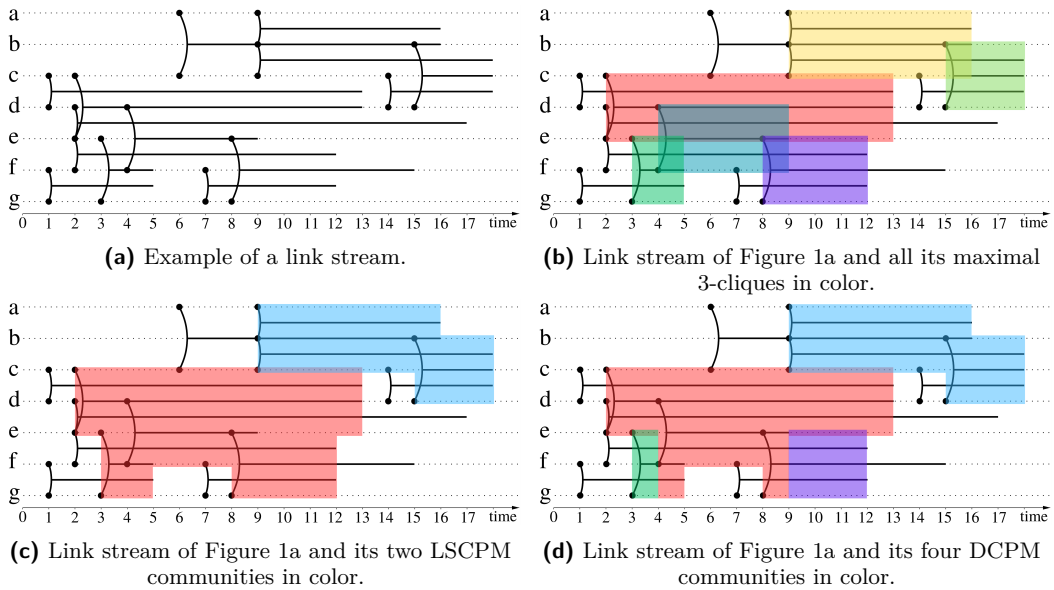 a
b
c
d
e
f
g
0 1 2 3 4 5 6 7 8 9 10 11 12 13 14 15 16 17 time
(a) Example of a link stream.
a
b
c
d
e
f
g
0 1 2 3 4 5 6 7 8 9 10 11 12 13 14 15 16 17 time
(b) Link stream of Figure 1a and all its maximal
3-cliques in color.
a
b
c
d
e
f
g
0 1 2 3 4 5 6 7 8 9 10 11 12 13 14 15 16 17 time
(c) Link stream of Figure 1a and its two LSCPM
communities in color.
a
b
c
d
e
f
g
0 1 2 3 4 5 6 7 8 9 10 11 12 13 14 15 16 17 time
(d) Link stream of Figure 1a and its four DCPM
communities in color.